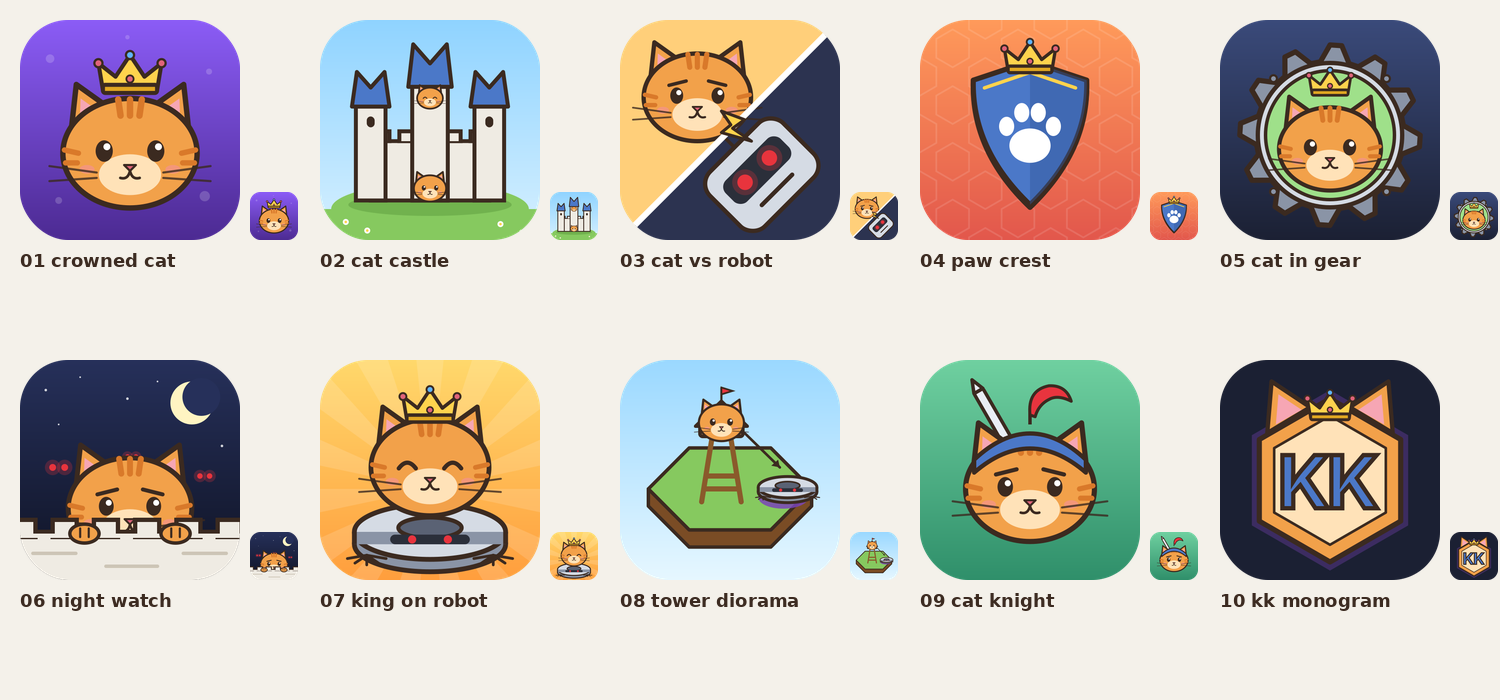 01 crowned cat
02 cat castle
03 cat vs robot
04 paw crest
05 cat in gear
06 night watch
07 king on robot
08 tower diorama
09 cat knight
KK
10 kk monogram